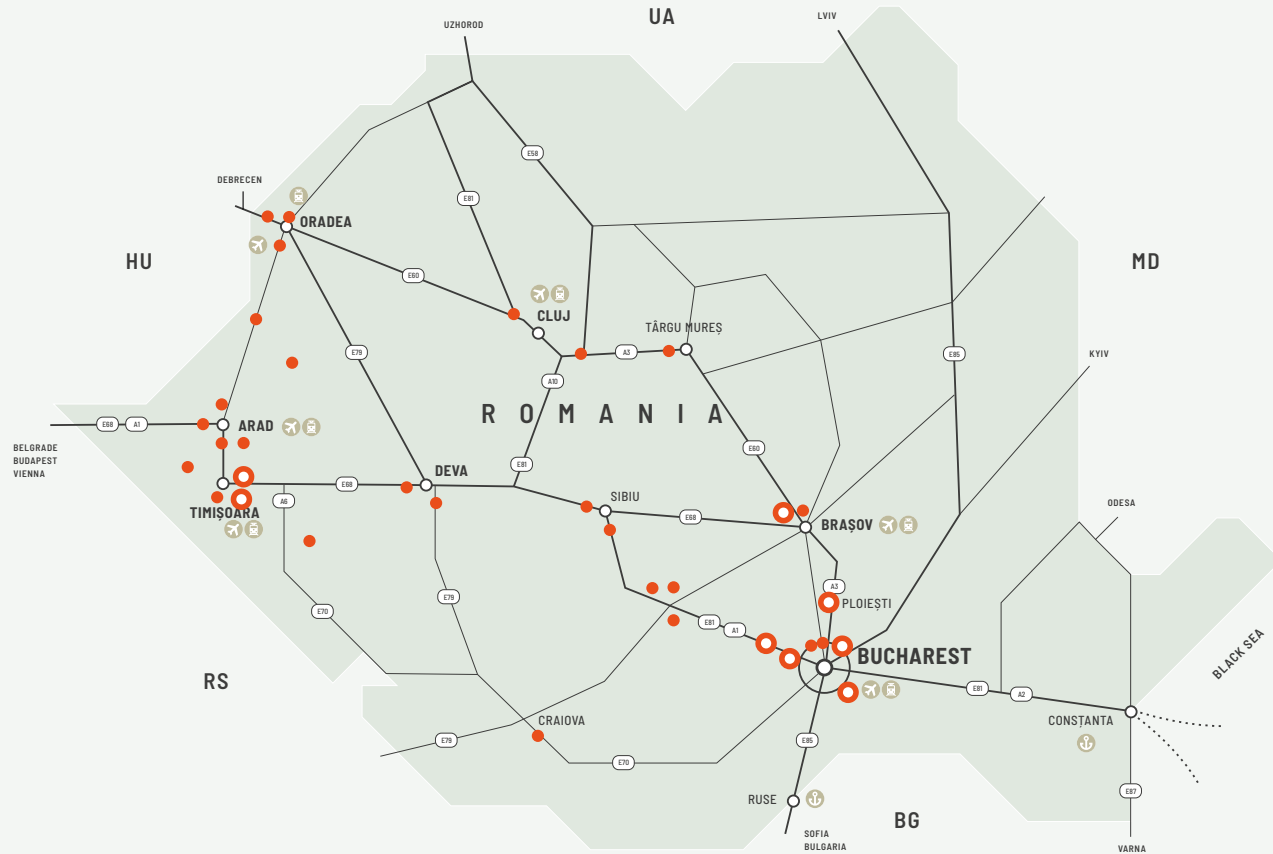 UA
UZHOROD
LVIV
E58
DEBRECEN
E81
ORADEA
HU
MD
E60
CLUJ
TÂRGU MUREȘ
E79
A3
E85
KYIV
A10
ROMANIA
E68
A1
ARAD
BELGRADE
BUDAPEST
VIENNA
E60
E81
DEVA
E68
A6
SIBIU
TIMIȘOARA
E68
BRAȘOV
ODESA
E70
E79
A3
PLOIEȘTI
E81
A1
BUCHAREST
BLACK SEA
RS
E81
A2
CONSTANTA
CRAIOVA
E79
E70
E85
E87
RUSE
BG
SOFIA
BULGARIA
VARNA